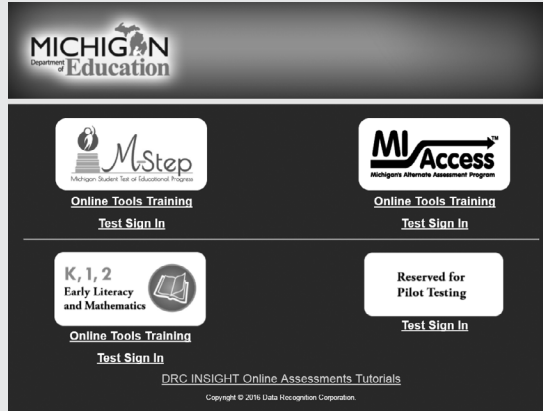 MICHIGAN
Department of Education
M-Step
Michigan Student Test of Educational Progress
Online Tools Training
Test Sign In
MI Access™
Michigan's Alternate Assessment Program
Online Tools Training
Test Sign In
K, 1, 2
Early Literacy
and Mathematics
Online Tools Training
Test Sign In
Reserved for
Pilot Testing
Test Sign In
DRC INSIGHT Online Assessments Tutorials
Copyright © 2016 Data Recognition Corporation.